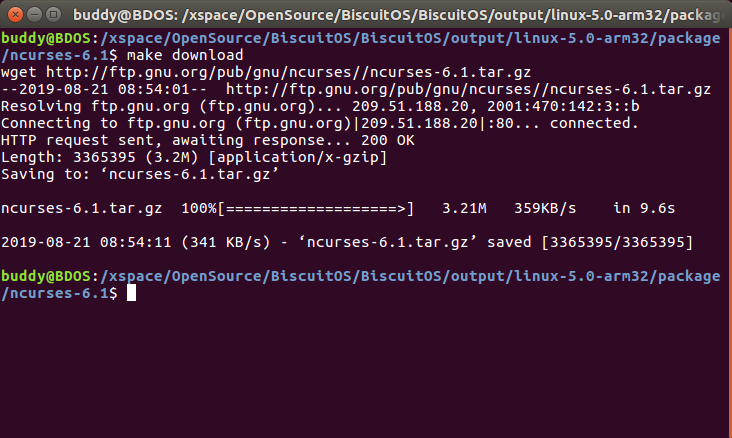 buddy@BDOS: /xspace/OpenSource/BiscuitOS/BiscuitOS/output/linux-5.0-arm32/package
buddy@BDOS:/xspace/OpenSource/BiscuitOS/BiscuitOS/output/linux-5.0-arm32/package
/ncurses-6.1$ make download
wget http://ftp.gnu.org/pub/gnu/ncurses//ncurses-6.1.tar.gz
--2019-08-21 08:54:01--  http://ftp.gnu.org/pub/gnu/ncurses//ncurses-6.1.tar.gz
Resolving ftp.gnu.org (ftp.gnu.org)... 209.51.188.20, 2001:470:142:3::b
Connecting to ftp.gnu.org (ftp.gnu.org)|209.51.188.20|:80... connected.
HTTP request sent, awaiting response... 200 OK
Length: 3365395 (3.2M) [application/x-gzip]
Saving to: ‘ncurses-6.1.tar.gz’
ncurses-6.1.tar.gz  100%[===================>]   3.21M   359KB/s    in 9.6s
2019-08-21 08:54:11 (341 KB/s) - ‘ncurses-6.1.tar.gz’ saved [3365395/3365395]
buddy@BDOS:/xspace/OpenSource/BiscuitOS/BiscuitOS/output/linux-5.0-arm32/package
/ncurses-6.1$